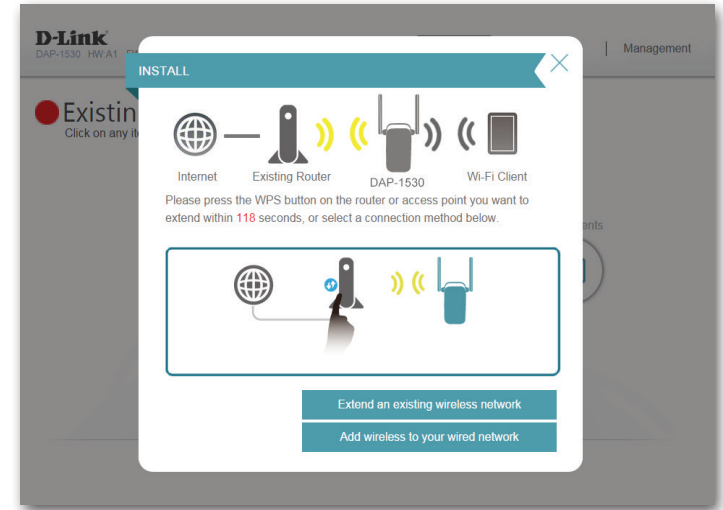 D-Link
DAP-1530 HW:A1
Management
INSTALL
Existin
Click on any
Internet
Existing Router
DAP-1530
Wi-Fi Client
Please press the WPS button on the router or access point you want to
extend within 118 seconds, or select a connection method below.
Extend an existing wireless network
Add wireless to your wired network